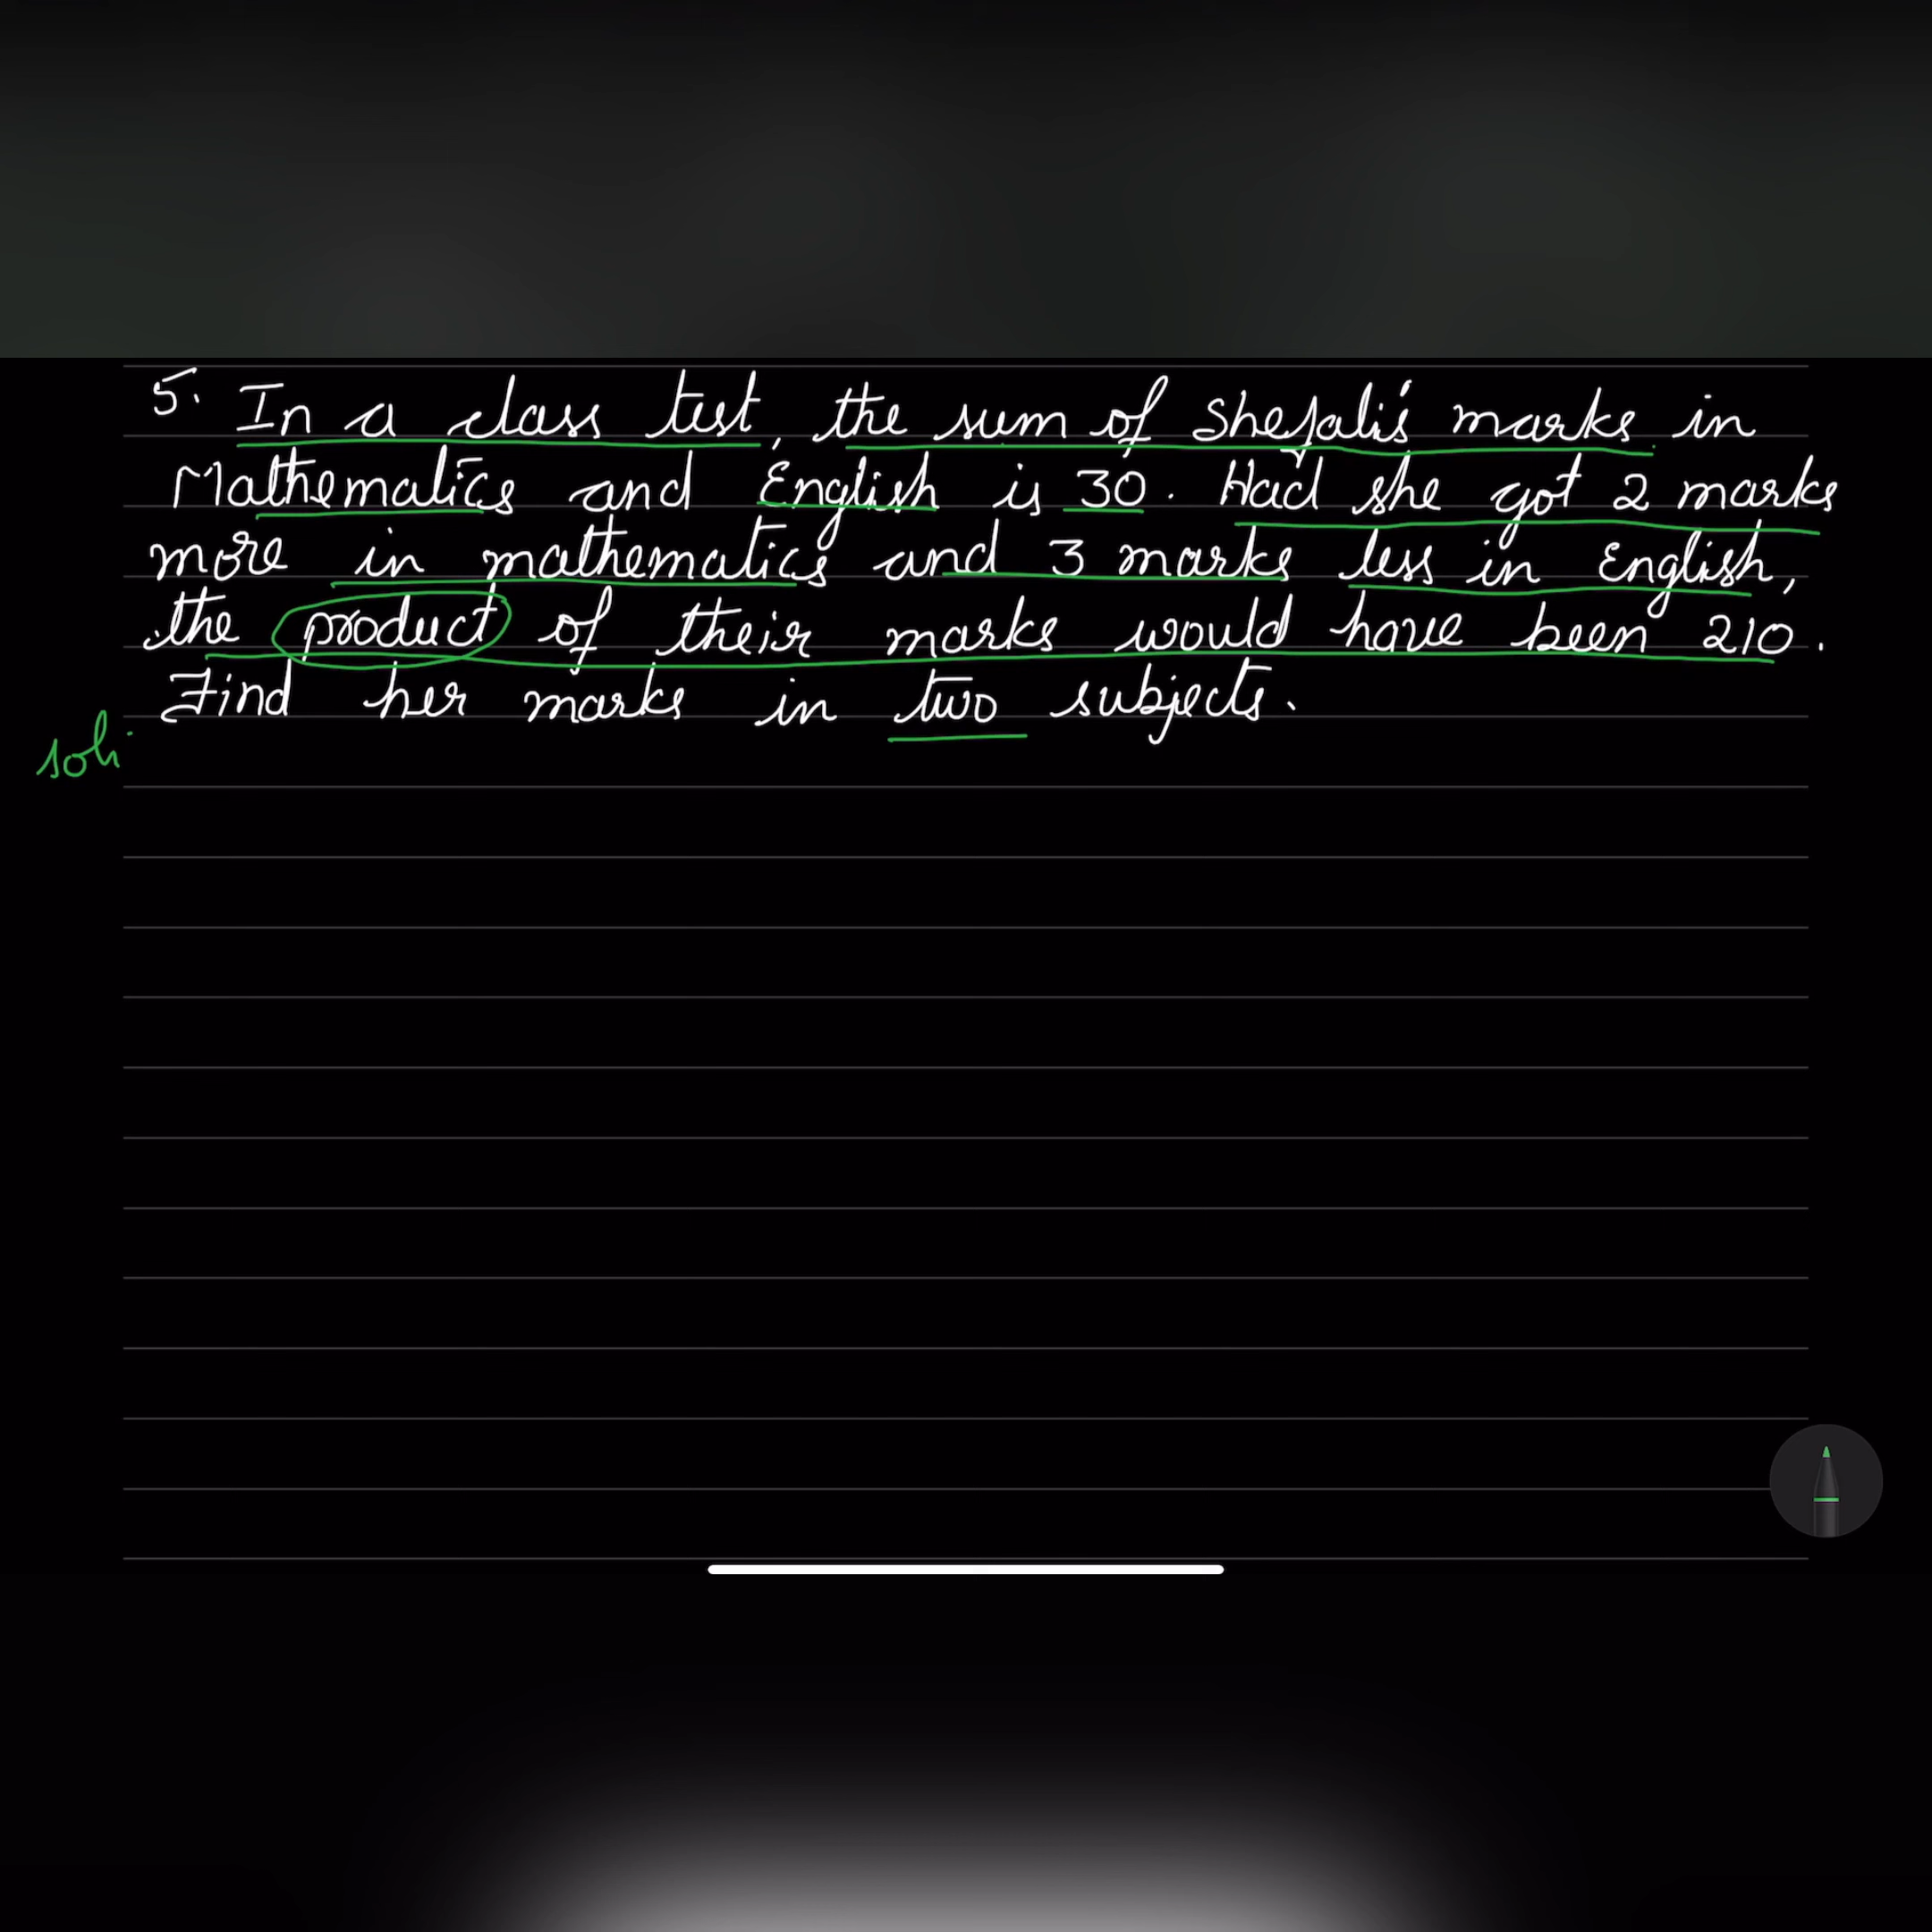 5. In a class test, the sum of Shefali's marks in
Mathematics and English is 30. Had she got 2 marks
more in mathematics and 3 marks less in English,
the product of their marks would have been 210.
Find her marks in two subjects.
Soln.